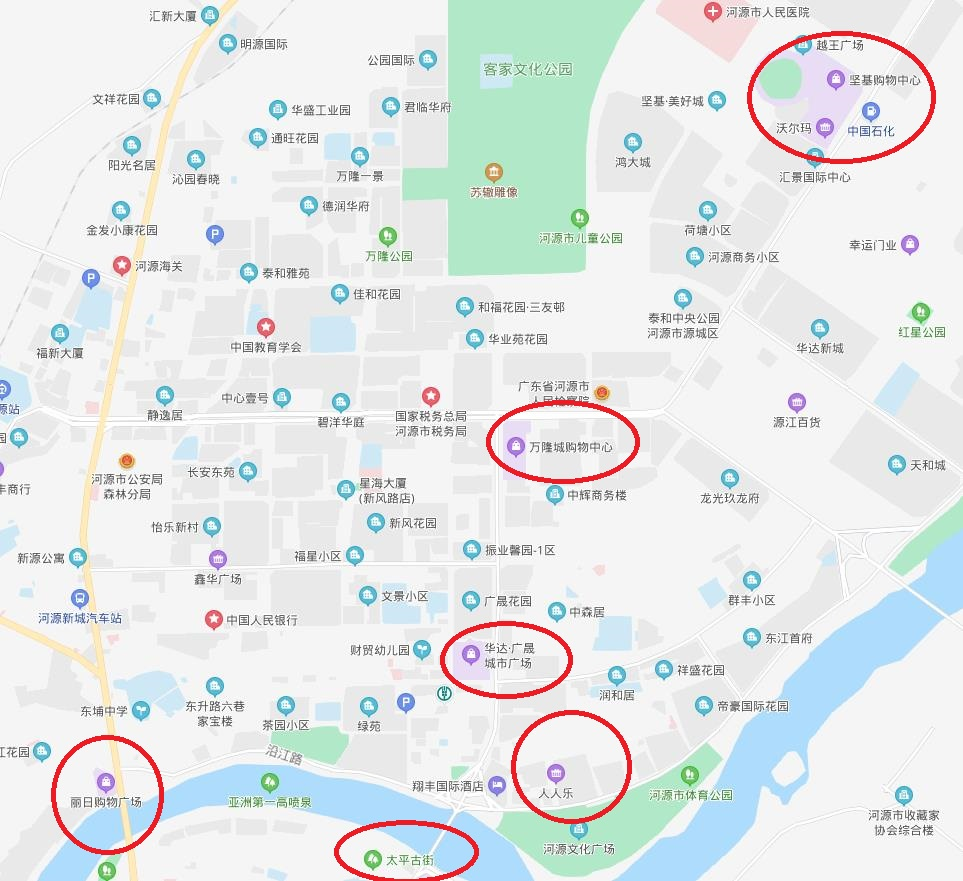 汇新大厦
河源市人民医院
明源国际
越王广场
公园国际
客家文化公园
坚基购物中心
文祥花园
华盛工业园
君临华府
坚基·美好城
沃尔玛
中国石化
通旺花园
阳光名居
沁园春晓
万隆一景
鸿大城
汇景国际中心
苏辙雕像
德润华府
金发小康花园
荷塘小区
河源市儿童公园
幸运门业
万隆公园
河源商务小区
河源海关
泰和雅苑
佳和花园
和福花园·三友邨
泰和中央公园
河源市源城区
红星公园
华业苑花园
中国教育学会
福新大厦
华达新城
广东省河源市
人民检察院
中心壹号
静逸居
碧洋华庭
国家税务总局
河源市税务局
源站
源江百货
园
万隆城购物中心
长安东苑
河源市公安局
森林分局
星海大厦
(新风路店)
中辉商务楼
龙光玖龙府
天和城
丰商行
怡乐新村
新风花园
新源公寓
福星小区
振业馨园-1区
鑫华广场
文景小区
广晟花园
中森居
群丰小区
河源新城汽车站
中国人民银行
东江首府
财贸幼儿园
华达·广晟
城市广场
祥盛花园
润和居
东埔中学
东升路六巷
家宝楼
茶园小区
绿苑
帝豪国际花园
江花园
沿江路
丽日购物广场
亚洲第一高喷泉
翔丰国际酒店
人人乐
河源市体育公园
河源市收藏家
协会综合楼
太平古街
河源文化广场